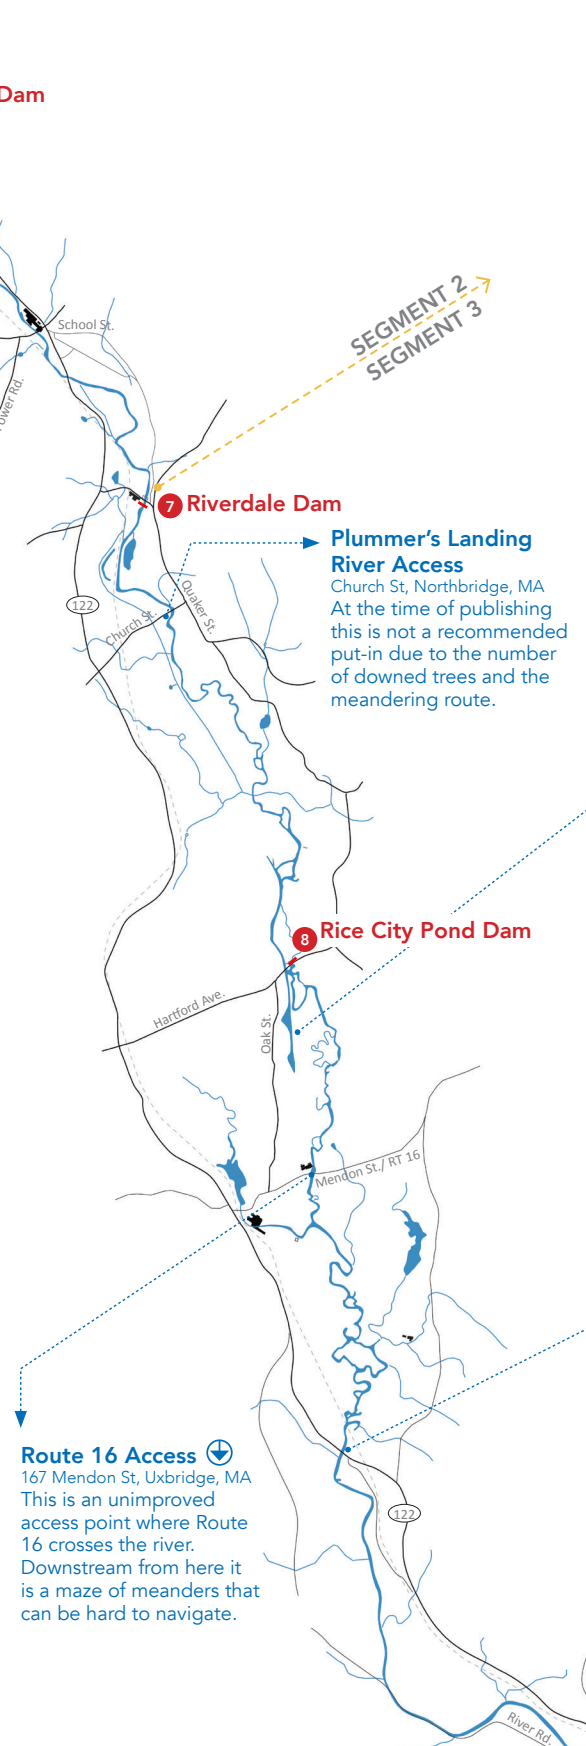 Dam
School St.
ower Rd.
SEGMENT 2
SEGMENT 3
7 Riverdale Dam
Plummer’s Landing
River Access
Church St, Northbridge, MA
At the time of publishing
this is not a recommended
put-in due to the number
of downed trees and the
meandering route.
122
Church St.
Quaker St.
8 Rice City Pond Dam
Hartford Ave.
Oak St.
Mendon St./ RT 16
Route 16 Access
167 Mendon St, Uxbridge, MA
This is an unimproved
access point where Route
16 crosses the river.
Downstream from here it
is a maze of meanders that
can be hard to navigate.
122
River Rd.